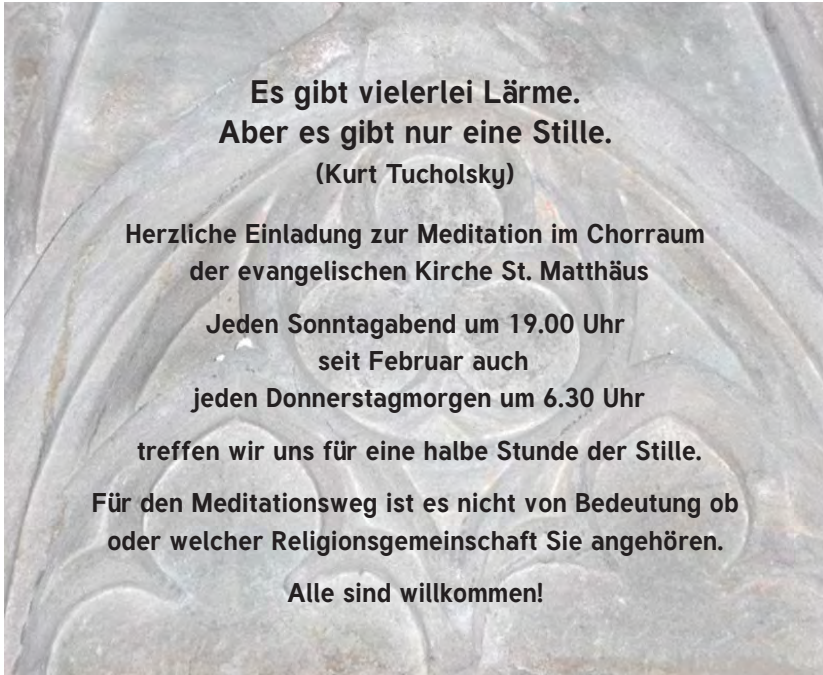 Es gibt vielerlei Lärme.
Aber es gibt nur eine Stille.
(Kurt Tucholsky)
Herzliche Einladung zur Meditation im Chorraum
der evangelischen Kirche St. Matthäus
Jeden Sonntagabend um 19.00 Uhr
seit Februar auch
jeden Donnerstagmorgen um 6.30 Uhr
treffen wir uns für eine halbe Stunde der Stille.
Für den Meditationsweg ist es nicht von Bedeutung ob
oder welcher Religionsgemeinschaft Sie angehören.
Alle sind willkommen!